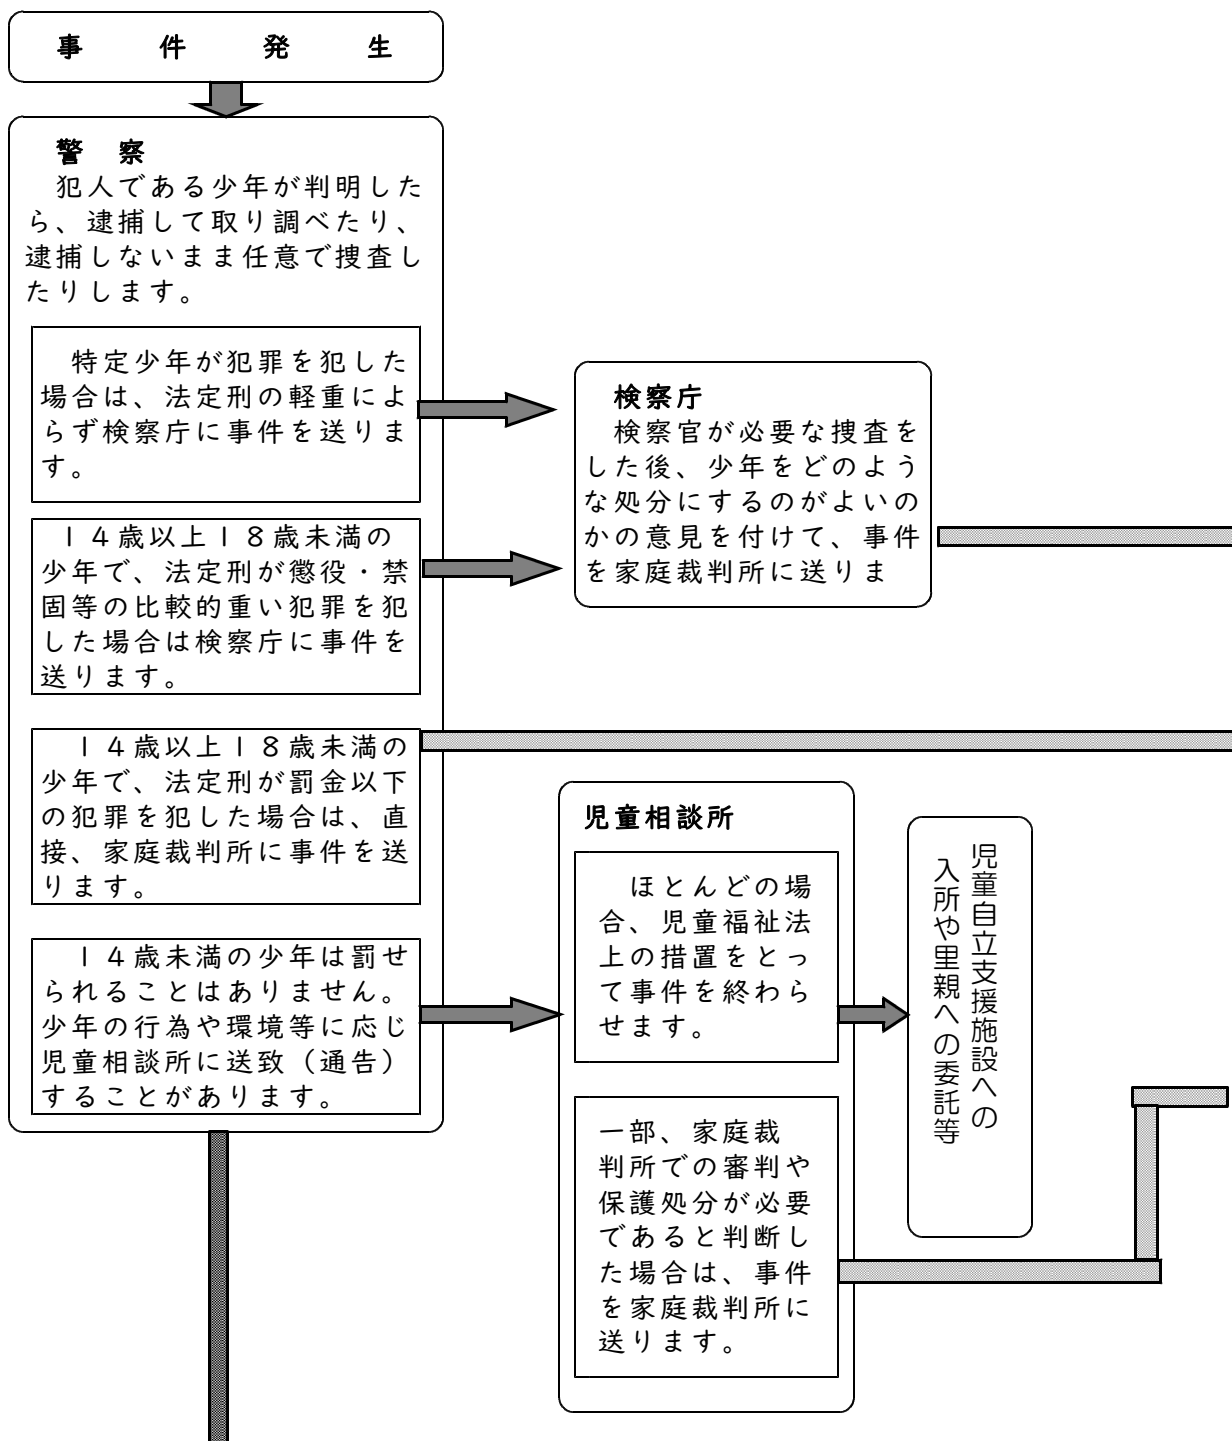 事件発生
警察
犯人である少年が判明した
ら、逮捕して取り調べたり、
逮捕しないまま任意で捜査し
たりします。
特定少年が犯罪を犯した
場合は、法定刑の軽重によ
らず検察庁に事件を送りま
す。
検察庁
検察官が必要な捜査を
した後、少年をどのよう
な処分にするのがよいの
かの意見を付けて、事件
を家庭裁判所に送りま
１４歳以上１８歳未満の
少年で、法定刑が懲役・禁
固等の比較的重い犯罪を犯
した場合は検察庁に事件を
送ります。
１４歳以上１８歳未満の
少年で、法定刑が罰金以下
の犯罪を犯した場合は、直
接、家庭裁判所に事件を送
ります。
１４歳未満の少年は罰せ
られることはありません。
少年の行為や環境等に応じ
児童相談所に送致（通告）
することがあります。
児童相談所
ほとんどの場
合、児童福祉法
上の措置をとっ
て事件を終わら
せます。
一部、家庭裁
判所での審判や
保護処分が必要
であると判断し
た場合は、事件
を家庭裁判所に
送ります。
児童自立支援施設への
入所や里親への委託等